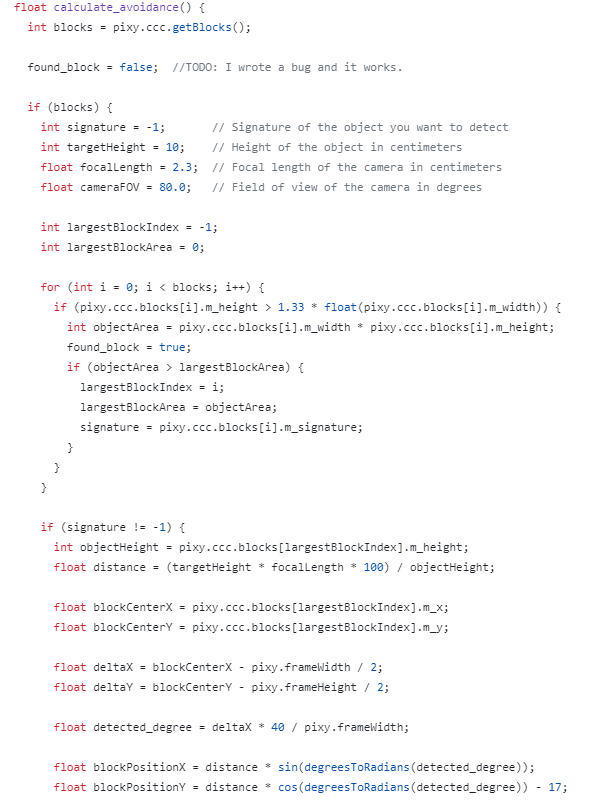 float calculate_avoidance() {
  int blocks = pixy.ccc.getBlocks();

  found_block = false;  //TODO: I wrote a bug and it works.

  if (blocks) {
    int signature = -1;       // Signature of the object you want to detect
    int targetHeight = 10;    // Height of the object in centimeters
    float focalLength = 2.3;  // Focal length of the camera in centimeters
    float cameraFOV = 80.0;   // Field of view of the camera in degrees

    int largestBlockIndex = -1;
    int largestBlockArea = 0;

    for (int i = 0; i < blocks; i++) {
      if (pixy.ccc.blocks[i].m_height > 1.33 * float(pixy.ccc.blocks[i].m_width)) {
        int objectArea = pixy.ccc.blocks[i].m_width * pixy.ccc.blocks[i].m_height;
        found_block = true;
        if (objectArea > largestBlockArea) {
          largestBlockIndex = i;
          largestBlockArea = objectArea;
          signature = pixy.ccc.blocks[i].m_signature;
        }
      }
    }

    if (signature != -1) {
      int objectHeight = pixy.ccc.blocks[largestBlockIndex].m_height;
      float distance = (targetHeight * focalLength * 100) / objectHeight;

      float blockCenterX = pixy.ccc.blocks[largestBlockIndex].m_x;
      float blockCenterY = pixy.ccc.blocks[largestBlockIndex].m_y;

      float deltaX = blockCenterX - pixy.frameWidth / 2;
      float deltaY = blockCenterY - pixy.frameHeight / 2;

      float detected_degree = deltaX * 40 / pixy.frameWidth;

      float blockPositionX = distance * sin(degreesToRadians(detected_degree));
      float blockPositionY = distance * cos(degreesToRadians(detected_degree)) - 17;